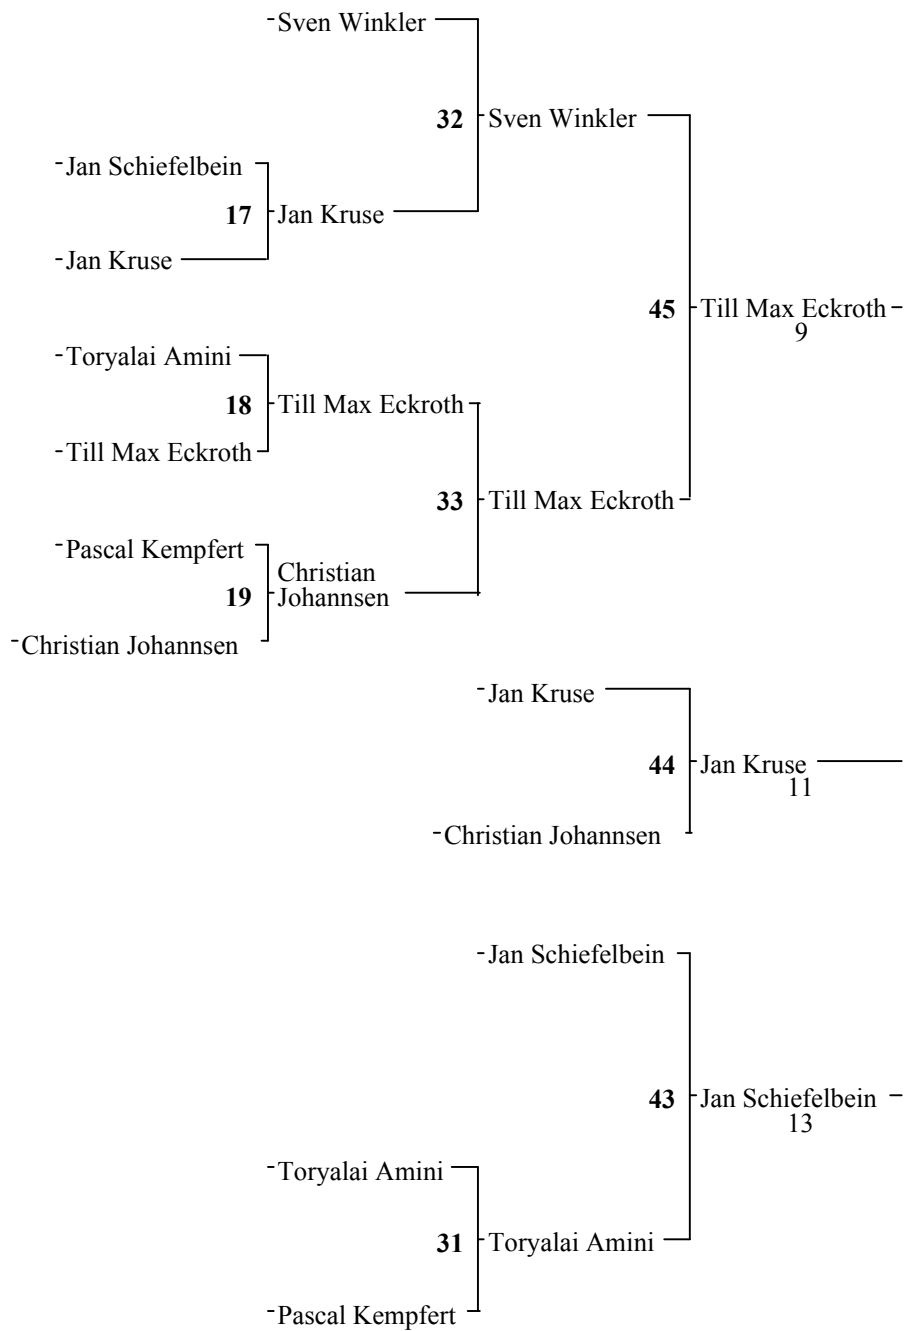 Sven Winkler
32 Sven Winkler
Jan Schiefelbein
17 Jan Kruse
Jan Kruse
45 Till Max Eckroth
9
Toryalai Amini
18 Till Max Eckroth
Till Max Eckroth
33 Till Max Eckroth
Pascal Kempfert
Christian
19 Johannsen
Christian Johannsen
Jan Kruse
44 Jan Kruse
11
Christian Johannsen
Jan Schiefelbein
43 Jan Schiefelbein
13
Toryalai Amini
31 Toryalai Amini
Pascal Kempfert